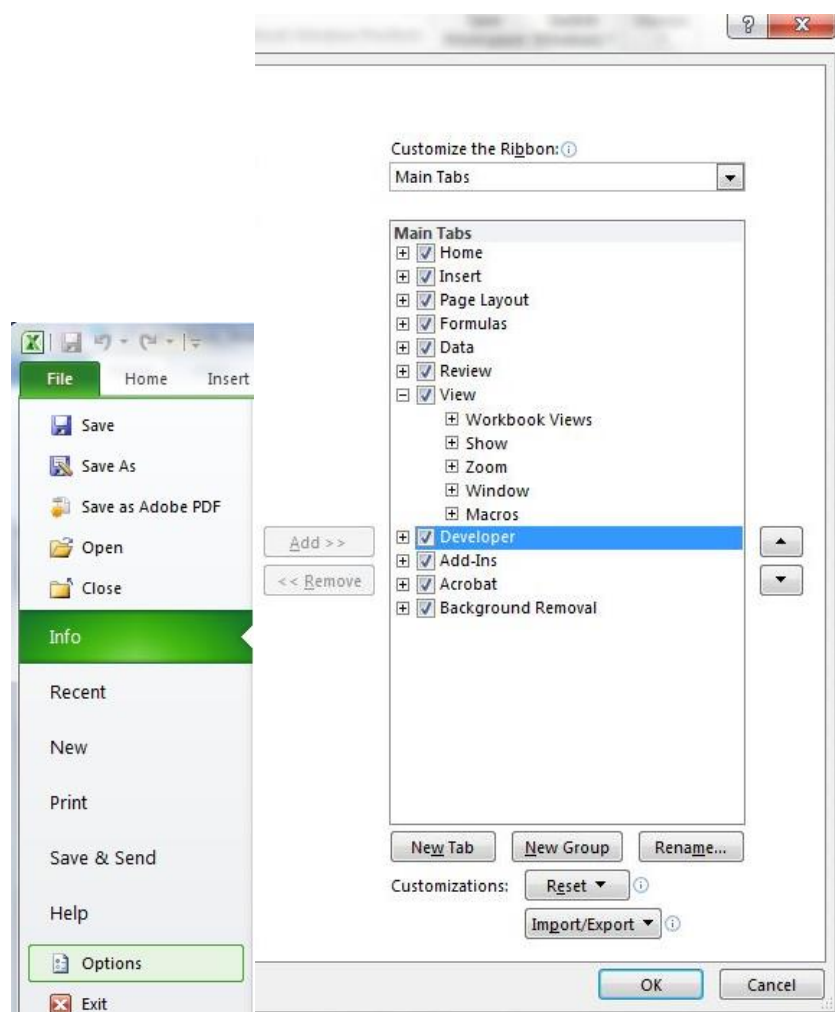 Customize the Ribbon:
Main Tabs
Main Tabs
Home
Insert
Page Layout
Formulas
Data
Review
View
Workbook Views
Show
Zoom
Window
Macros
Developer
Add-Ins
Acrobat
Background Removal
Add >>
<< Remove
New Tab New Group Rename...
Customizations: Reset
Import/Export
OK Cancel
File Home Insert
Save
Save As
Save as Adobe PDF
Open
Close
Info
Recent
New
Print
Save & Send
Help
Options
Exit